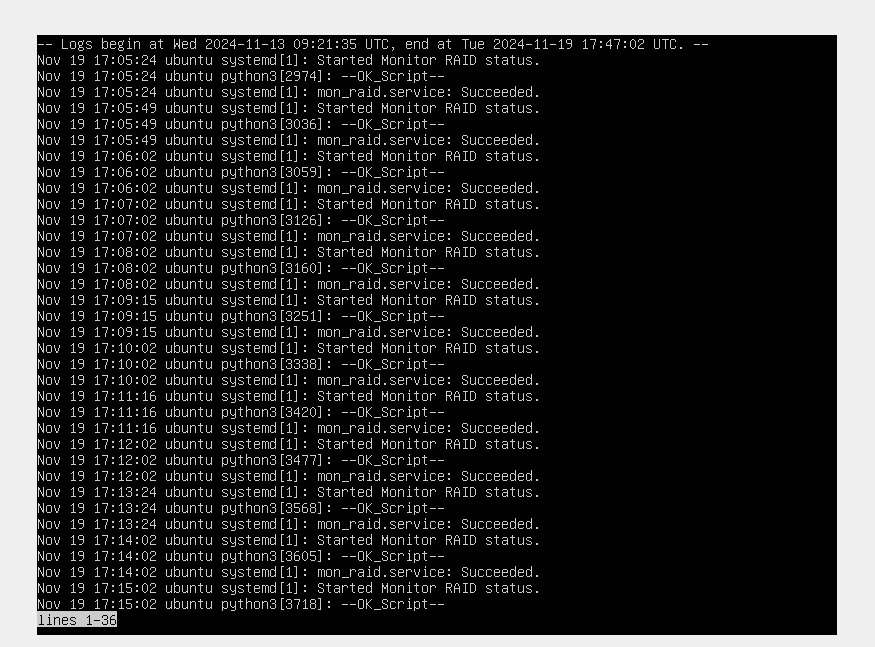 -- Logs begin at Wed 2024-11-13 09:21:35 UTC, end at Tue 2024-11-19 17:47:02 UTC. --
Nov 19 17:05:24 ubuntu systemd[1]: Started Monitor RAID status.
Nov 19 17:05:24 ubuntu python3[2974]: --OK_Script--
Nov 19 17:05:24 ubuntu systemd[1]: mon_raid.service: Succeeded.
Nov 19 17:05:49 ubuntu systemd[1]: Started Monitor RAID status.
Nov 19 17:05:49 ubuntu python3[3036]: --OK_Script--
Nov 19 17:05:49 ubuntu systemd[1]: mon_raid.service: Succeeded.
Nov 19 17:06:02 ubuntu systemd[1]: Started Monitor RAID status.
Nov 19 17:06:02 ubuntu python3[3059]: --OK_Script--
Nov 19 17:06:02 ubuntu systemd[1]: mon_raid.service: Succeeded.
Nov 19 17:07:02 ubuntu systemd[1]: Started Monitor RAID status.
Nov 19 17:07:02 ubuntu python3[3126]: --OK_Script--
Nov 19 17:07:02 ubuntu systemd[1]: mon_raid.service: Succeeded.
Nov 19 17:08:02 ubuntu systemd[1]: Started Monitor RAID status.
Nov 19 17:08:02 ubuntu python3[3160]: --OK_Script--
Nov 19 17:08:02 ubuntu systemd[1]: mon_raid.service: Succeeded.
Nov 19 17:09:15 ubuntu systemd[1]: Started Monitor RAID status.
Nov 19 17:09:15 ubuntu python3[3251]: --OK_Script--
Nov 19 17:09:15 ubuntu systemd[1]: mon_raid.service: Succeeded.
Nov 19 17:10:02 ubuntu systemd[1]: Started Monitor RAID status.
Nov 19 17:10:02 ubuntu python3[3338]: --OK_Script--
Nov 19 17:10:02 ubuntu systemd[1]: mon_raid.service: Succeeded.
Nov 19 17:11:16 ubuntu systemd[1]: Started Monitor RAID status.
Nov 19 17:11:16 ubuntu python3[3420]: --OK_Script--
Nov 19 17:11:16 ubuntu systemd[1]: mon_raid.service: Succeeded.
Nov 19 17:12:02 ubuntu systemd[1]: Started Monitor RAID status.
Nov 19 17:12:02 ubuntu python3[3477]: --OK_Script--
Nov 19 17:12:02 ubuntu systemd[1]: mon_raid.service: Succeeded.
Nov 19 17:13:24 ubuntu systemd[1]: Started Monitor RAID status.
Nov 19 17:13:24 ubuntu python3[3568]: --OK_Script--
Nov 19 17:13:24 ubuntu systemd[1]: mon_raid.service: Succeeded.
Nov 19 17:14:02 ubuntu systemd[1]: Started Monitor RAID status.
Nov 19 17:14:02 ubuntu python3[3605]: --OK_Script--
Nov 19 17:14:02 ubuntu systemd[1]: mon_raid.service: Succeeded.
Nov 19 17:15:02 ubuntu systemd[1]: Started Monitor RAID status.
Nov 19 17:15:02 ubuntu python3[3718]: --OK_Script--
lines 1-36